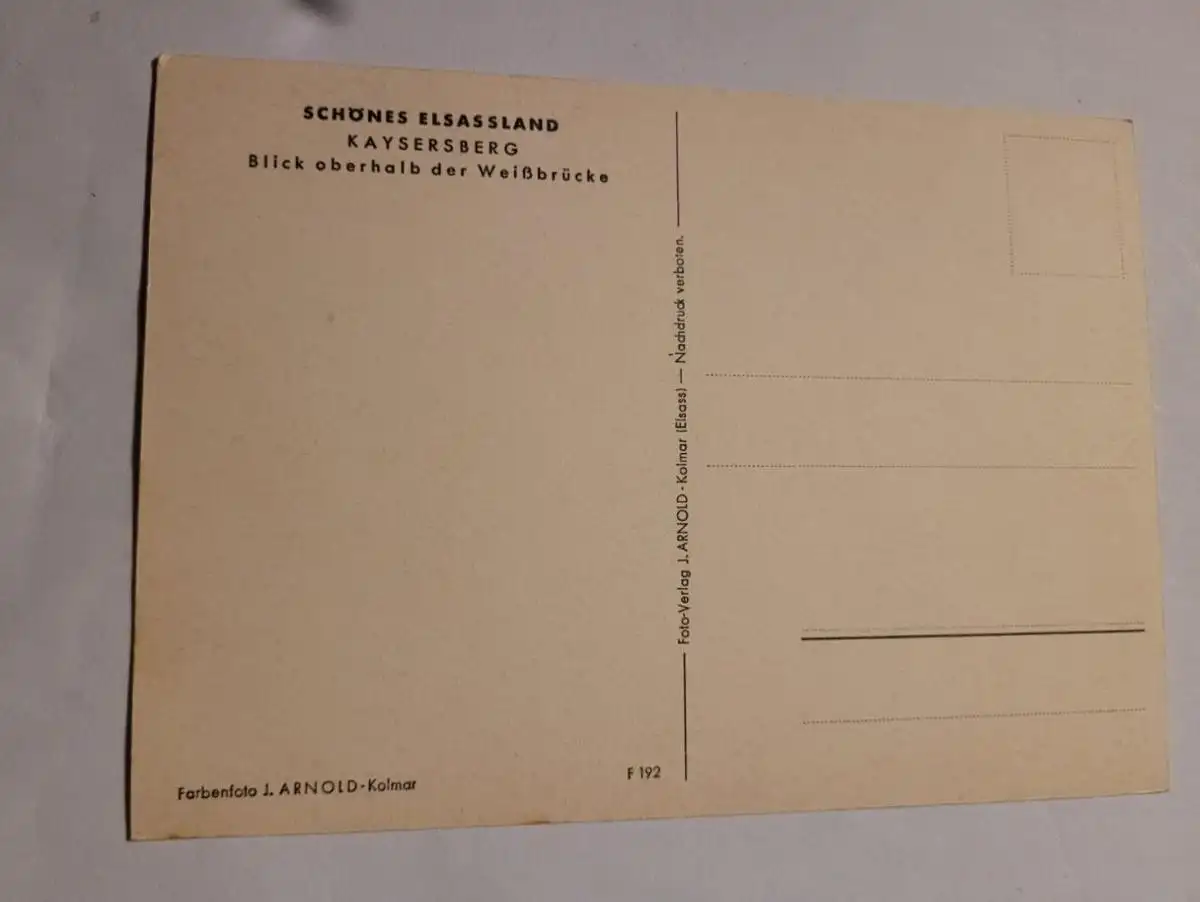 SCHÖNES ELSASSLAND
KAYSERSBERG
Blick oberhalb der Weißbrücke
Foto-Verlag J. ARNOLD - Kolmar (Elsass) — Nachdruck verboten.
Farbenfoto J. ARNOLD - Kolmar
F 192